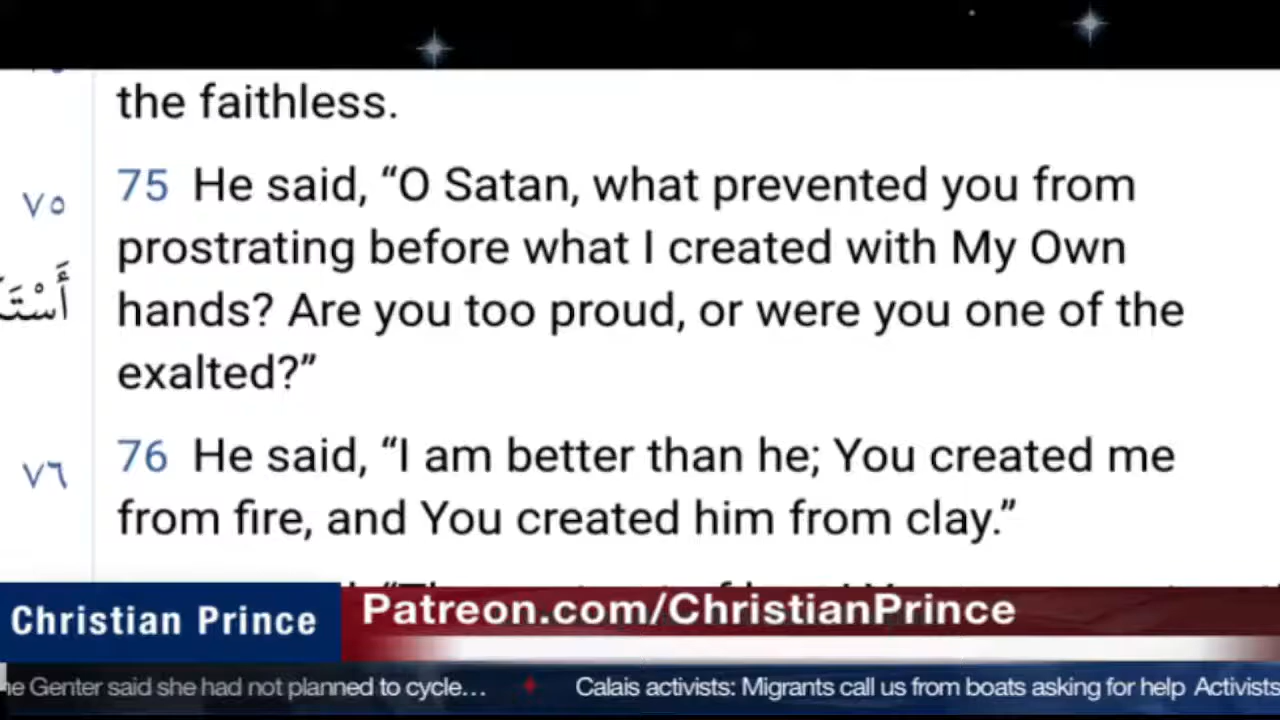 the faithless.
٧٥
75 He said, “O Satan, what prevented you from
prostrating before what I created with My Own
hands? Are you too proud, or were you one of the
exalted?”
٧٦
76 He said, “I am better than he; You created me
from fire, and You created him from clay.”
Christian Prince
Patreon.com/ChristianPrince
Genter said she had not planned to cycle... Calais activists: Migrants call us from boats asking for help Activists